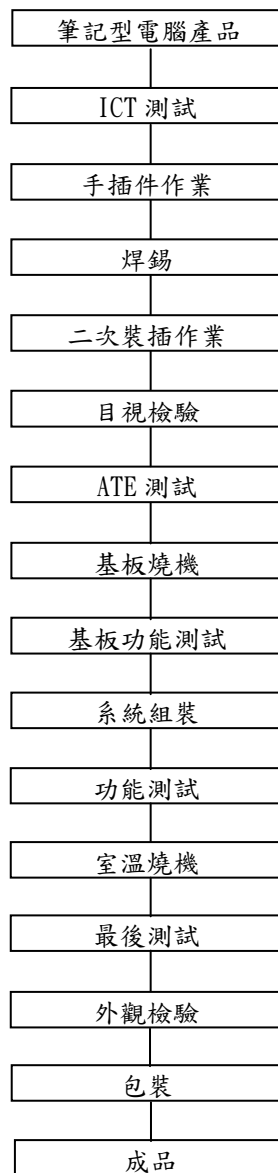 筆記型電腦產品
ICT 測試
手插件作業
焊錫
二次裝插作業
目視檢驗
ATE 測試
基板燒機
基板功能測試
系統組裝
功能測試
室溫燒機
最後測試
外觀檢驗
包裝
成品